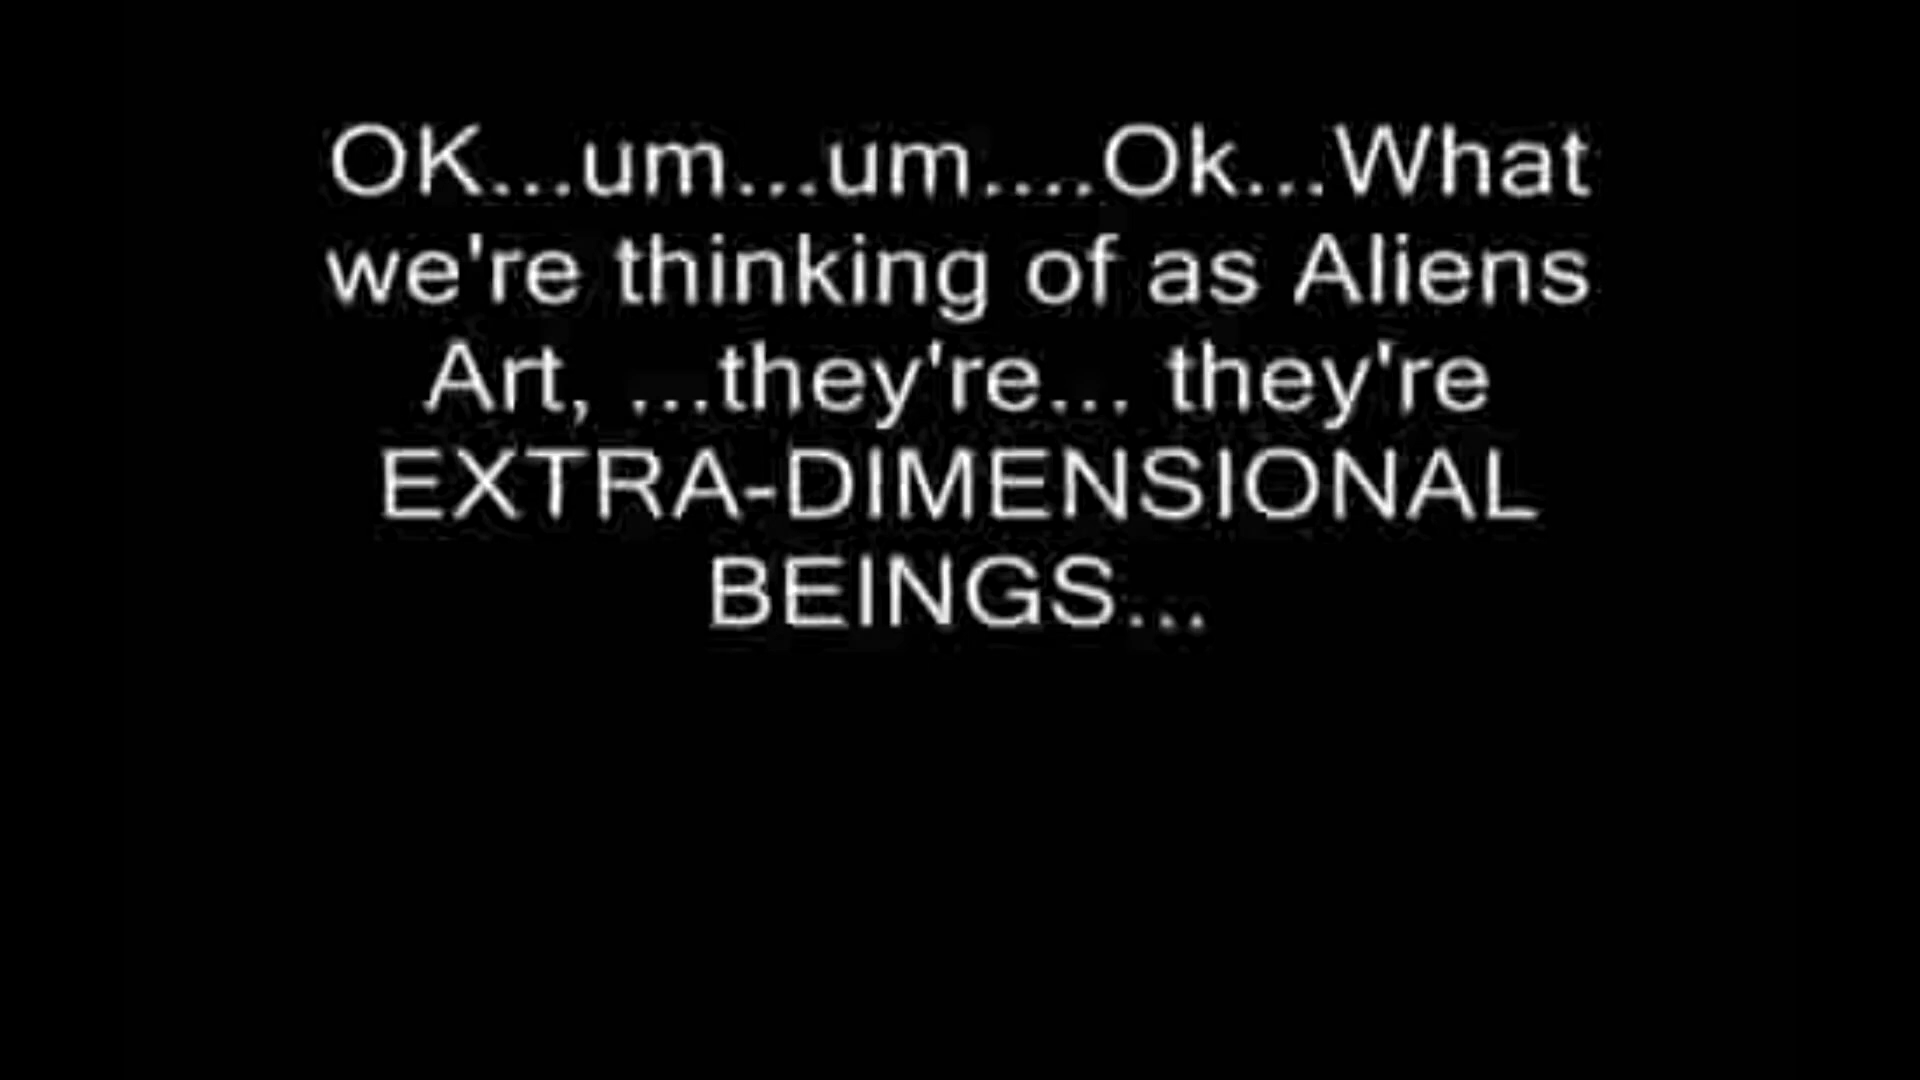 OK...um...um....Ok...What
we're thinking of as Aliens
Art, ...they're... they're
EXTRA-DIMENSIONAL
BEINGS...